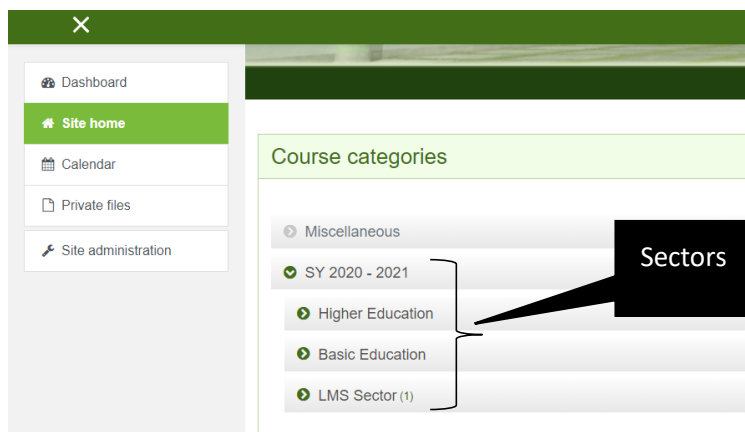 Dashboard
Site home
Calendar
Private files
Site administration
Course categories
Miscellaneous
SY 2020 - 2021
Higher Education
Basic Education
LMS Sector (1)
Sectors